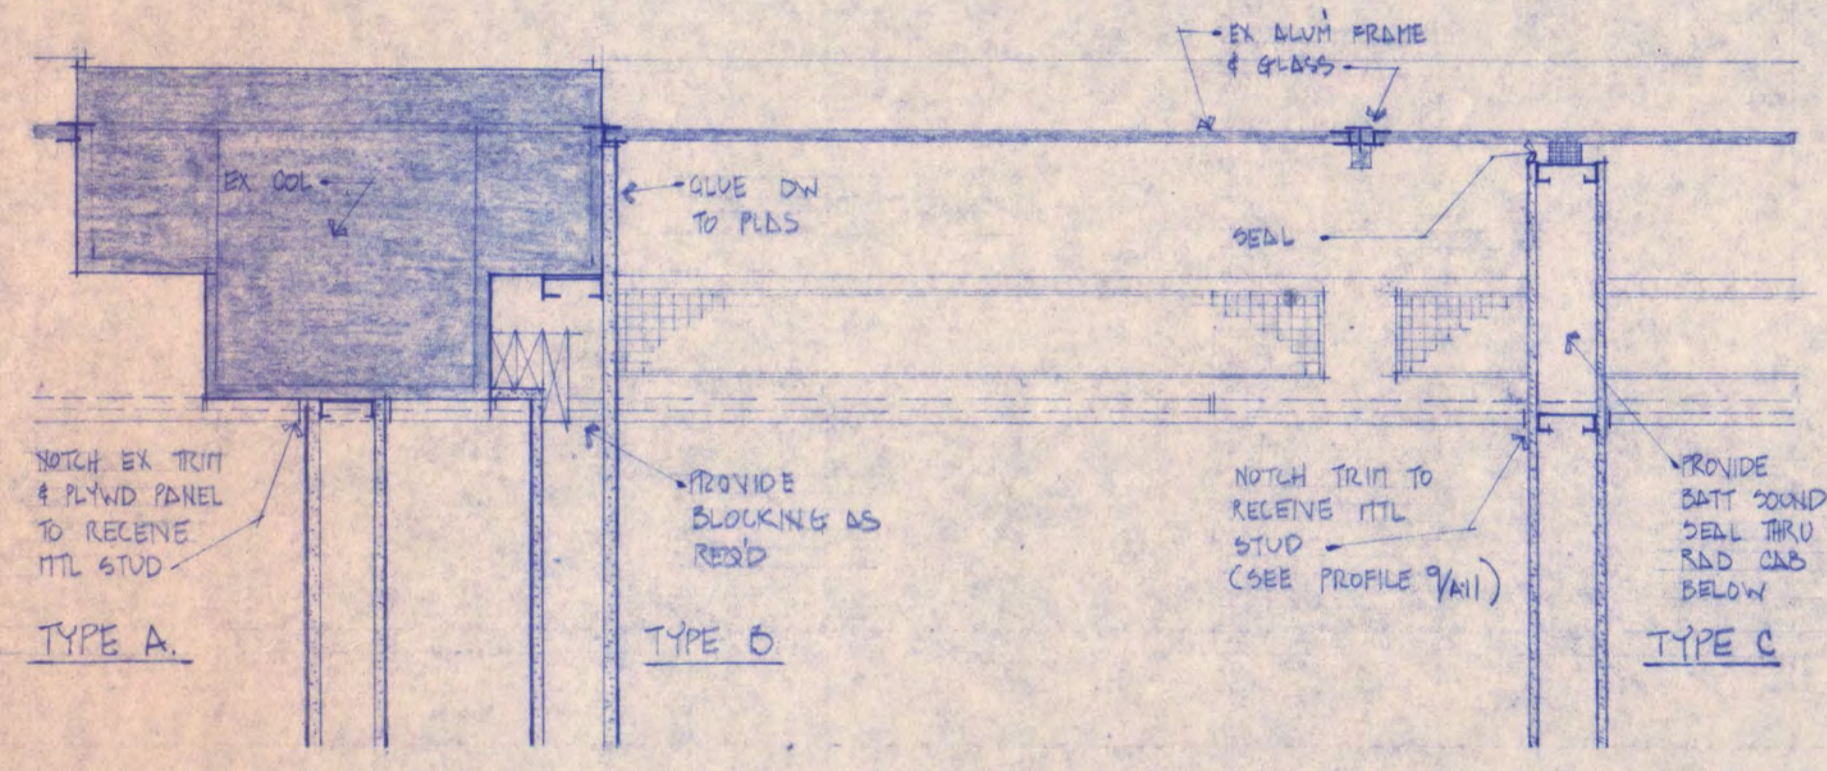 EX ALUM FRAME
& GLASS
EX COL
GLUE DW
TO PLAS
SEAL
NOTCH EX TRIM
& PLYWD PANEL
TO RECEIVE
MTL STUD
PROVIDE
BLOCKING AS
REQ'D
NOTCH TRIM TO
RECEIVE MTL
STUD
(SEE PROFILE 9/A11)
PROVIDE
BATT SOUND
SEAL THRU
RAD CAB
BELOW
TYPE A.
TYPE B
TYPE C